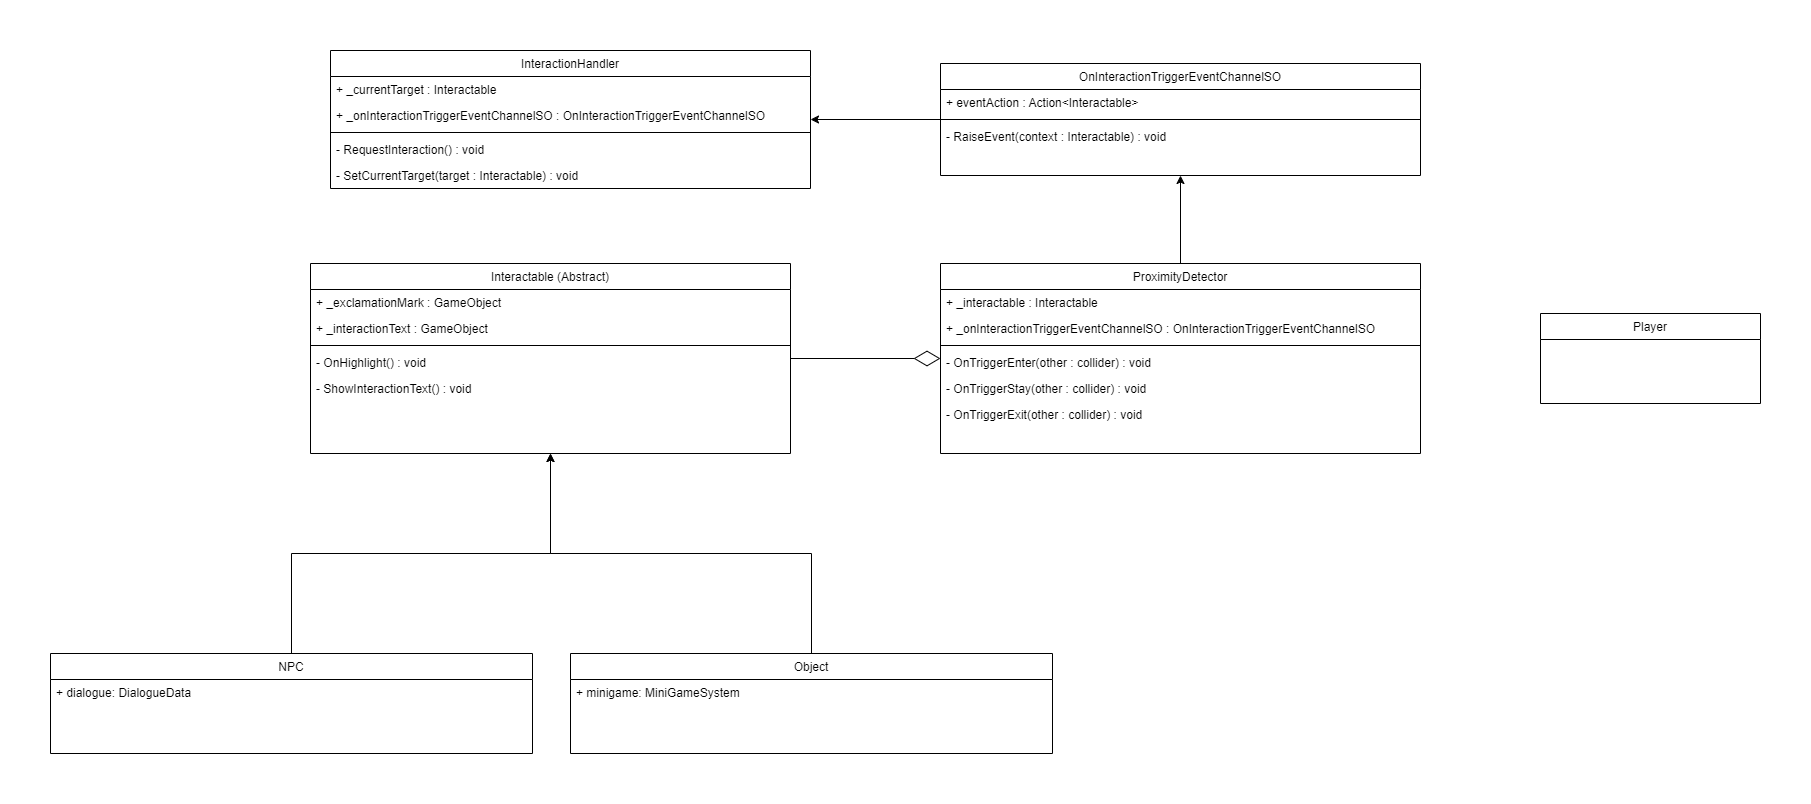 InteractionHandler
+ _currentTarget : Interactable
+ _onInteractionTriggerEventChannelSO : OnInteractionTriggerEventChannelSO
- RequestInteraction() : void
- SetCurrentTarget(target : Interactable) : void
OnInteractionTriggerEventChannelSO
+ eventAction : Action<Interactable>
- RaiseEvent(context : Interactable) : void
Interactable (Abstract)
+ _exclamationMark : GameObject
+ _interactionText : GameObject
- OnHighlight() : void
- ShowInteractionText() : void
ProximityDetector
+ _interactable : Interactable
+ _onInteractionTriggerEventChannelSO : OnInteractionTriggerEventChannelSO
- OnTriggerEnter(other : collider) : void
- OnTriggerStay(other : collider) : void
- OnTriggerExit(other : collider) : void
Player
NPC
+ dialogue: DialogueData
Object
+ minigame: MiniGameSystem